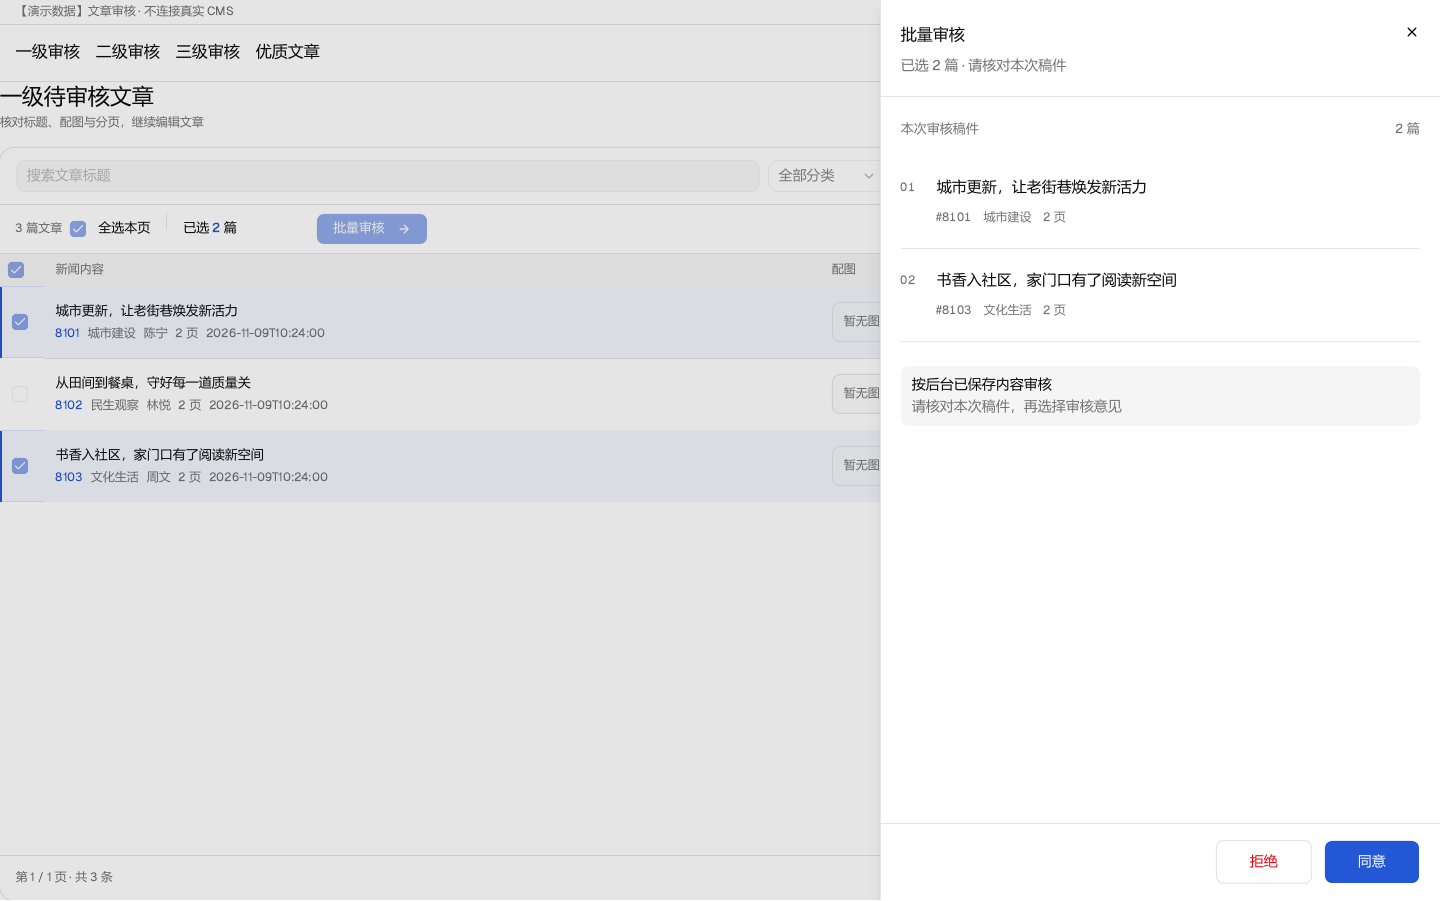 【演示数据】文章审核 · 不连接真实 CMS
一级审核 二级审核 三级审核 优质文章
一级待审核文章
核对标题、配图与分页，继续编辑文章
搜索文章标题 全部分类
3 篇文章 全选本页 已选 2 篇 批量审核 →
新闻内容 配图
城市更新，让老街巷焕发新活力
8101 城市建设 陈宁 2 页 2026-11-09T10:24:00 暂无图
从田间到餐桌，守好每一道质量关
8102 民生观察 林悦 2 页 2026-11-09T10:24:00 暂无图
书香入社区，家门口有了阅读新空间
8103 文化生活 周文 2 页 2026-11-09T10:24:00 暂无图
第 1 / 1 页 · 共 3 条
批量审核
已选 2 篇 · 请核对本次稿件
本次审核稿件 2 篇
01 城市更新，让老街巷焕发新活力
#8101 城市建设 2 页
02 书香入社区，家门口有了阅读新空间
#8103 文化生活 2 页
按后台已保存内容审核
请核对本次稿件，再选择审核意见
拒绝 同意